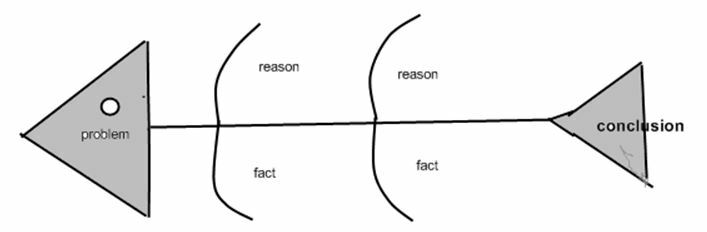 reason
reason
problem
conclusion
fact
fact